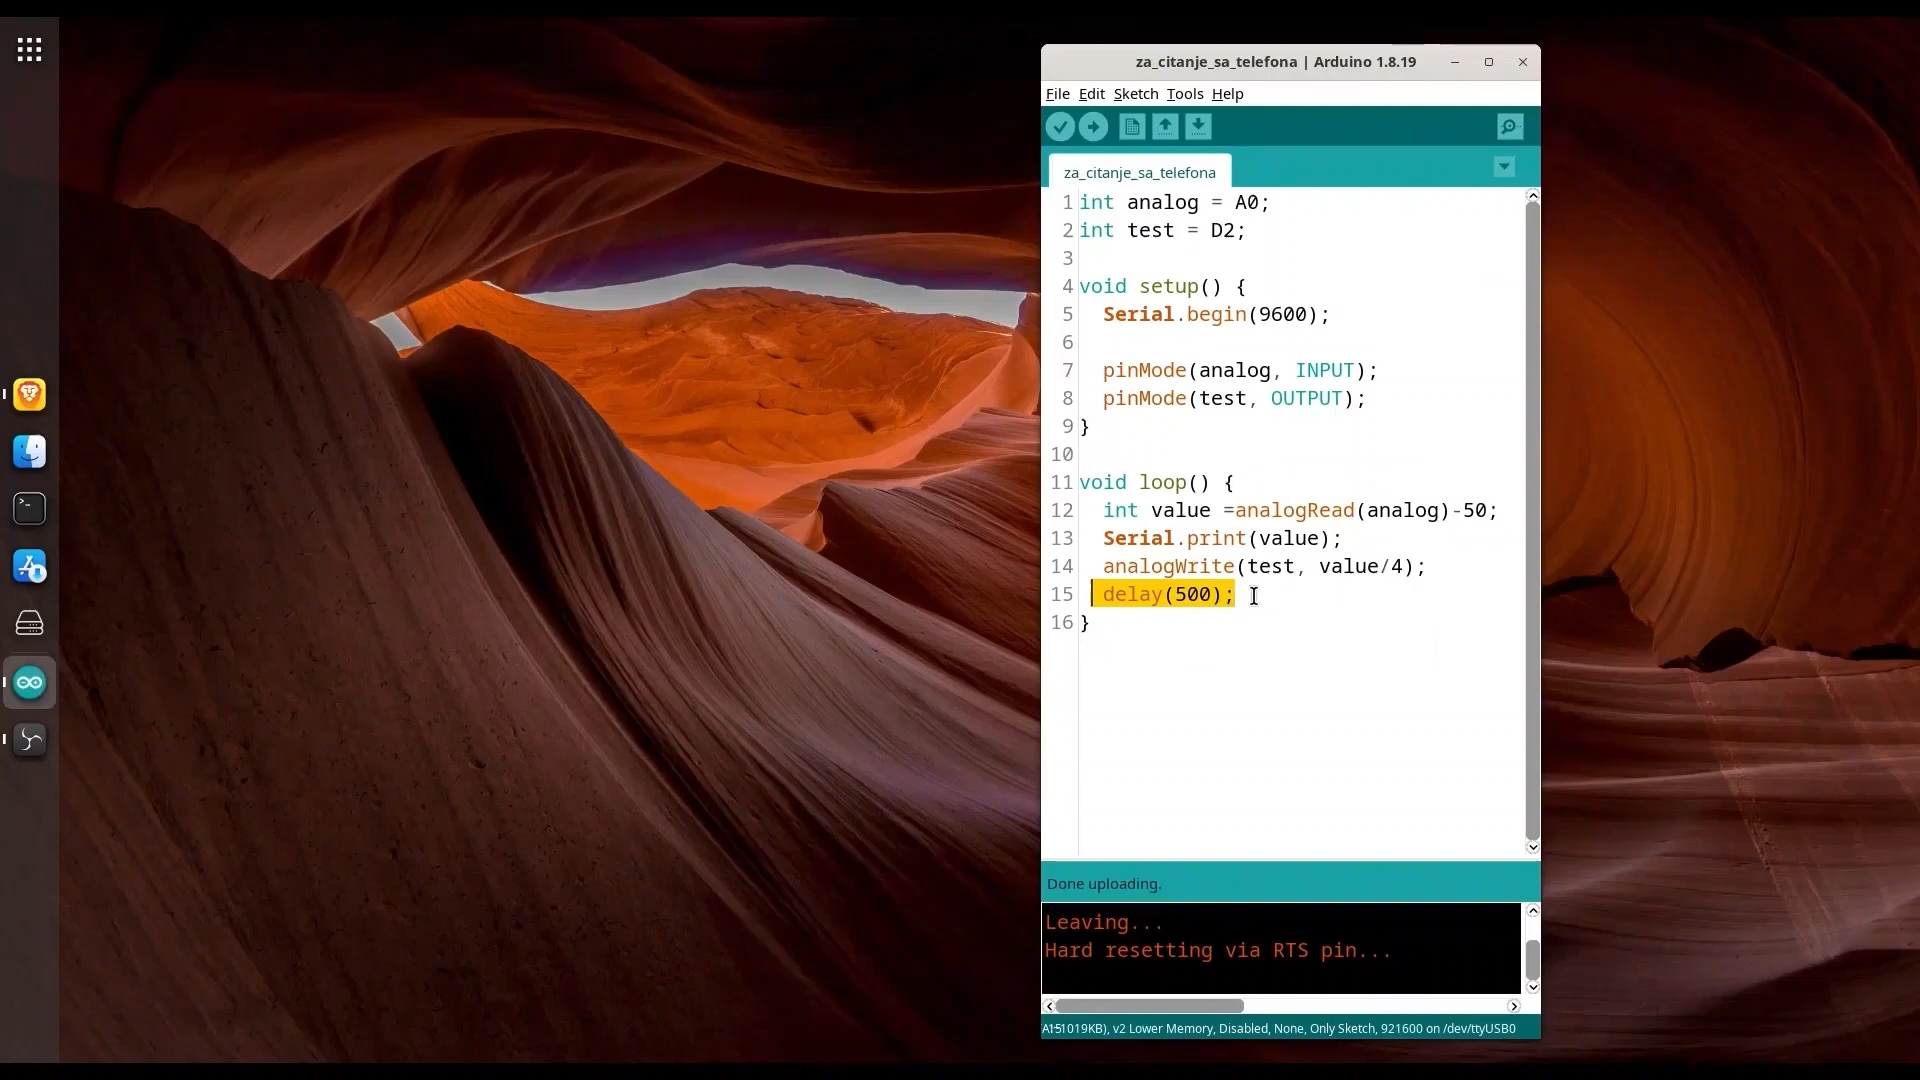 za_citanje_sa_telefona | Arduino 1.8.19
File Edit Sketch Tools Help
za_citanje_sa_telefona
1 int analog = A0;
2 int test = D2;
3
4 void setup() {
5 Serial.begin(9600);
6
7 pinMode(analog, INPUT);
8 pinMode(test, OUTPUT);
9 }
10
11 void loop() {
12 int value =analogRead(analog)-50;
13 Serial.print(value);
14 analogWrite(test, value/4);
15 delay(500);
16 }
Done uploading.
Leaving...
Hard resetting via RTS pin...
1019KB), v2 Lower Memory, Disabled, None, Only Sketch, 921600 on /dev/ttyUSB0